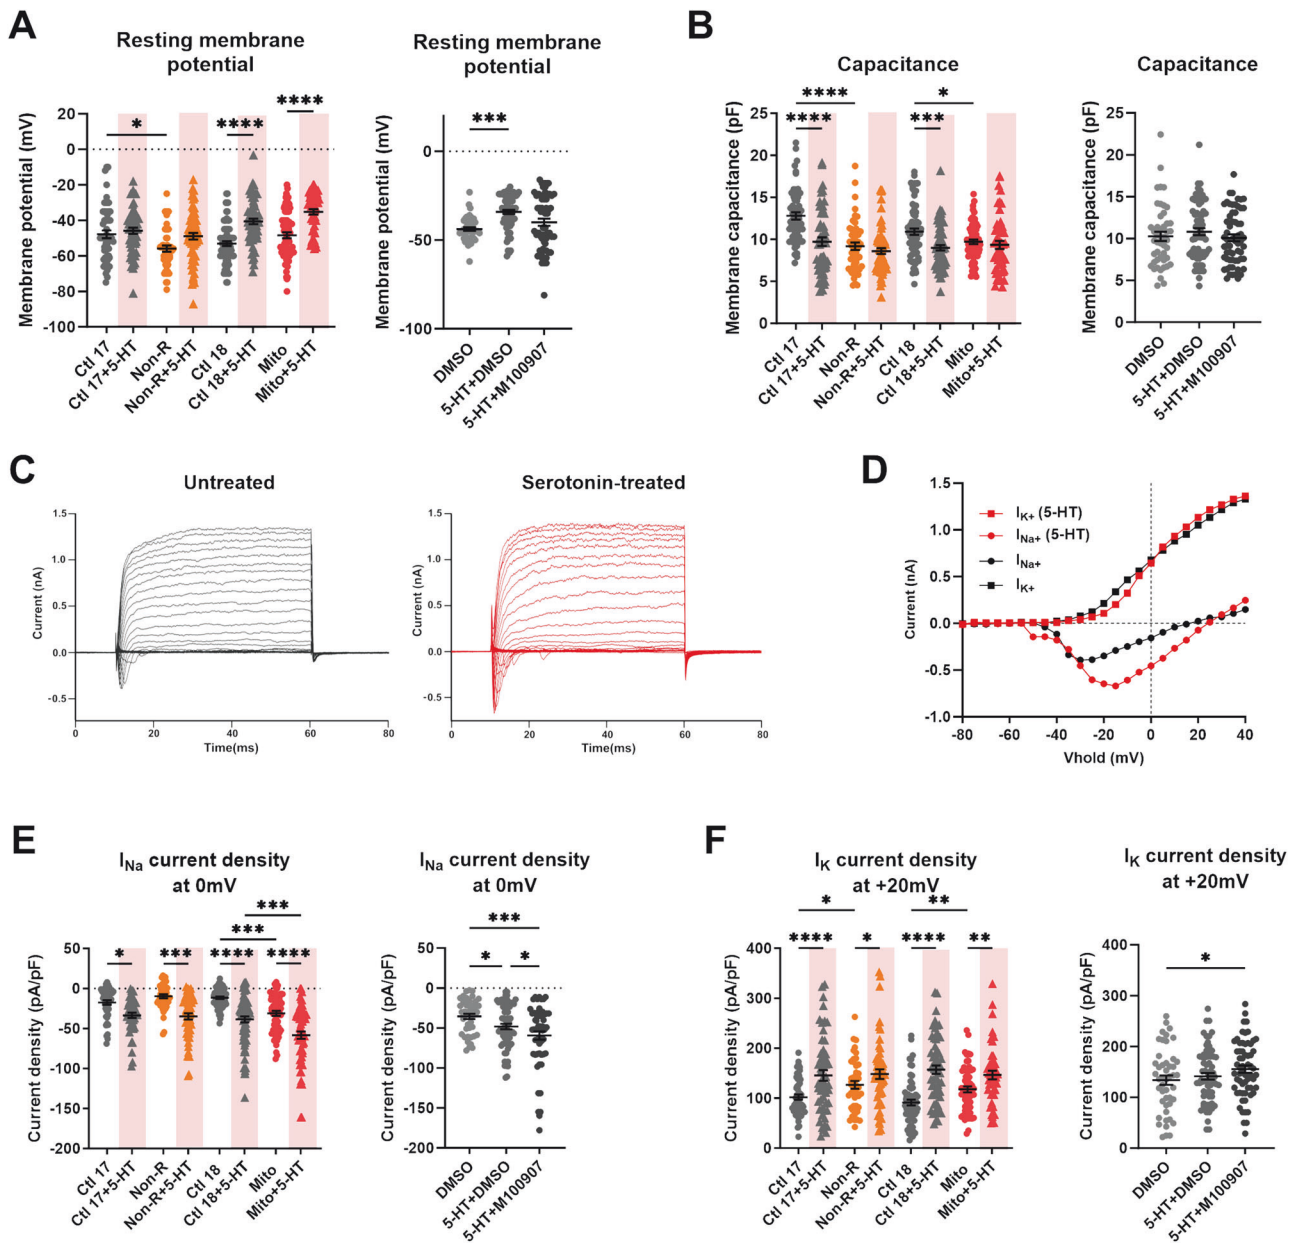 A
Resting membrane
potential
Membrane potential (mV)
20
0
-20
-40
-60
-80
-100
*
****
****
Ctl 17
Ctl 17+5-HT
Non-R
Non-R+5-HT
Ctl 18
Ctl 18+5-HT
Mito
Mito+5-HT
Resting membrane
potential
Membrane potential (mV)
0
-50
-100
***
DMSO
5-HT+DMSO
5-HT+M100907
B
Capacitance
Membrane capacitance (pF)
25
20
15
10
5
0
****
*
****
***
Ctl 17
Ctl 17+5-HT
Non-R
Non-R+5-HT
Ctl 18
Ctl 18+5-HT
Mito
Mito+5-HT
Capacitance
Membrane capacitance (pF)
25
20
15
10
5
0
DMSO
5-HT+DMSO
5-HT+M100907
C
Untreated
Current (nA)
1.5
1.0
0.5
0.0
-0.5
0 20 40 60 80
Time(ms)
Serotonin-treated
Current (nA)
1.5
1.0
0.5
0.0
-0.5
0 20 40 60 80
Time(ms)
D
Current (nA)
1.5
1.0
0.5
0.0
-0.5
-1.0
IK+ (5-HT)
INa+ (5-HT)
INa+
IK+
-80 -60 -40 -20 0 20 40
Vhold (mV)
E
INa current density
at 0mV
Current density (pA/pF)
50
0
-50
-100
-150
-200
***
***
* *** **** ****
Ctl 17
Ctl 17+5-HT
Non-R
Non-R+5-HT
Ctl 18
Ctl 18+5-HT
Mito
Mito+5-HT
INa current density
at 0mV
Current density (pA/pF)
50
0
-50
-100
-150
-200
***
* *
DMSO
5-HT+DMSO
5-HT+M100907
F
IK current density
at +20mV
Current density (pA/pF)
400
300
200
100
0
* **
**** * **** **
Ctl 17
Ctl 17+5-HT
Non-R
Non-R+5-HT
Ctl 18
Ctl 18+5-HT
Mito
Mito+5-HT
IK current density
at +20mV
Current density (pA/pF)
400
300
200
100
0
*
DMSO
5-HT+DMSO
5-HT+M100907